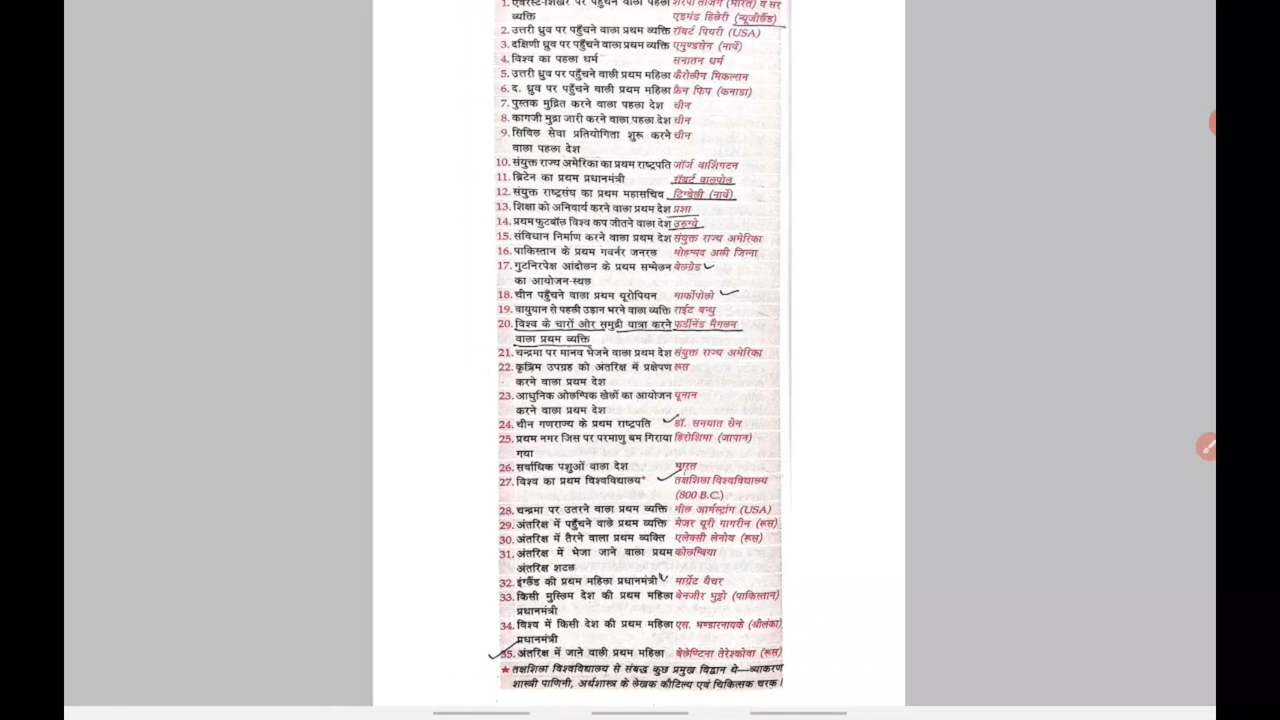 1. एवरेस्ट-शिखर पर पहुँचने वाला पहला शेरपा तेनजिंग (भारत) व सर
व्यक्ति एडमंड हिलेरी (न्यूजीलैंड)
2. उत्तरी ध्रुव पर पहुँचने वाला प्रथम व्यक्ति रॉबर्ट पियरी (USA)
3. दक्षिणी ध्रुव पर पहुँचने वाला प्रथम व्यक्ति एमुण्डसेन (नार्वे)
4. विश्व का पहला धर्म सनातन धर्म
5. उत्तरी ध्रुव पर पहुँचने वाली प्रथम महिला कैरोलीन मिकल्सन
6. द. ध्रुव पर पहुँचने वाली प्रथम महिला फ्रैन फिप (कनाडा)
7. पुस्तक मुद्रित करने वाला पहला देश चीन
8. कागजी मुद्रा जारी करने वाला पहला देश चीन
9. सिविल सेवा प्रतियोगिता शुरू करने चीन
वाला पहला देश
10. संयुक्त राज्य अमेरिका का प्रथम राष्ट्रपति जॉर्ज वाशिंगटन
11. ब्रिटेन का प्रथम प्रधानमंत्री रॉबर्ट वालपोल
12. संयुक्त राष्ट्रसंघ का प्रथम महासचिव टिग्वेली (नार्वे)
13. शिक्षा को अनिवार्य करने वाला प्रथम देश प्रशा
14. प्रथम फुटबॉल विश्व कप जीतने वाला देश उरुग्वे
15. संविधान निर्माण करने वाला प्रथम देश संयुक्त राज्य अमेरिका
16. पाकिस्तान के प्रथम गवर्नर जनरल मोहम्मद अली जिन्ना
17. गुटनिरपेक्ष आंदोलन के प्रथम सम्मेलन बेलग्रेड
का आयोजन-स्थल
18. चीन पहुँचने वाला प्रथम यूरोपियन मार्कोपोलो
19. वायुयान से पहली उड़ान भरने वाला व्यक्ति राईट बन्धु
20. विश्व के चारों ओर समुद्री यात्रा करने फर्डीनेंड मैगलन
वाला प्रथम व्यक्ति
21. चन्द्रमा पर मानव भेजने वाला प्रथम देश संयुक्त राज्य अमेरिका
22. कृत्रिम उपग्रह को अंतरिक्ष में प्रक्षेपण रूस
करने वाला प्रथम देश
23. आधुनिक ओलम्पिक खेलों का आयोजन यूनान
करने वाला प्रथम देश
24. चीन गणराज्य के प्रथम राष्ट्रपति डॉ. सनयात सेन
25. प्रथम नगर जिस पर परमाणु बम गिराया हिरोशिमा (जापान)
गया
26. सर्वाधिक पशुओं वाला देश भारत
27. विश्व का प्रथम विश्वविद्यालय* तक्षशिला विश्वविद्यालय
(800 B.C.)
28. चन्द्रमा पर उतरने वाला प्रथम व्यक्ति नील आर्मस्ट्रांग (USA)
29. अंतरिक्ष में पहुँचने वाले प्रथम व्यक्ति मेजर यूरी गागरीन (रूस)
30. अंतरिक्ष में तैरने वाला प्रथम व्यक्ति एलेक्सी लेनोव (रूस)
31. अंतरिक्ष में भेजा जाने वाला प्रथम कोलम्बिया
अंतरिक्ष शटल
32. इंग्लैंड की प्रथम महिला प्रधानमंत्री मार्ग्रेट थैचर
33. किसी मुस्लिम देश की प्रथम महिला बेनजीर भुट्टो (पाकिस्तान)
प्रधानमंत्री
34. विश्व में किसी देश की प्रथम महिला एस. भण्डारनायके (श्रीलंका)
प्रधानमंत्री
35. अंतरिक्ष में जाने वाली प्रथम महिला बेलेण्टिना तेरेश्कोवा (रूस)
★ तक्षशिला विश्वविद्यालय से संबद्ध कुछ प्रमुख विद्वान थे—व्याकरण
शास्त्री पाणिनी, अर्थशास्त्र के लेखक कौटिल्य एवं चिकित्सक चरक।